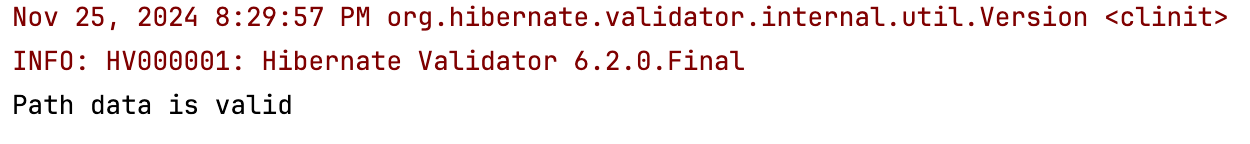 Nov 25, 2024 8:29:57 PM org.hibernate.validator.internal.util.Version <clinit>
INFO: HV000001: Hibernate Validator 6.2.0.Final
Path data is valid